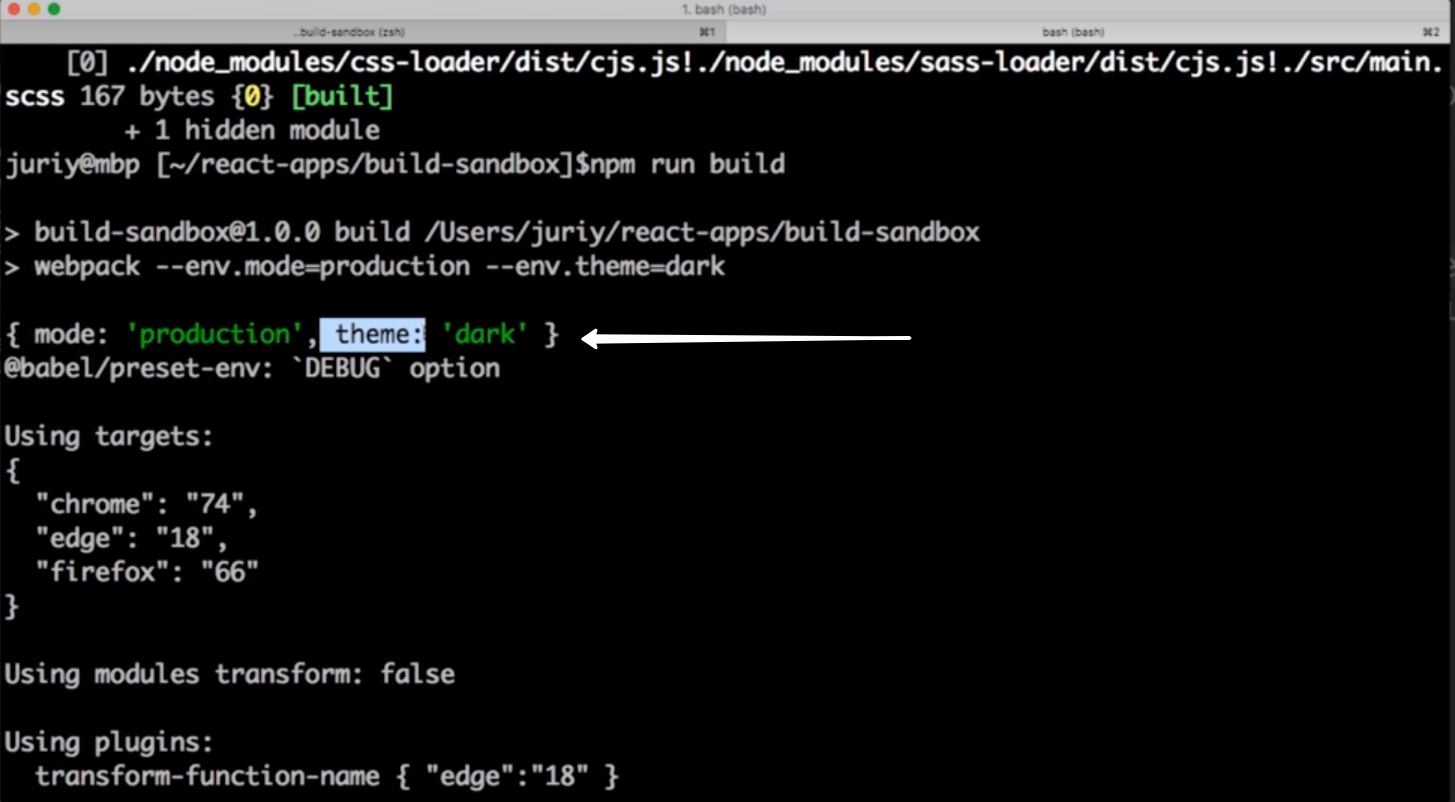 1. bash (bash)
..build-sandbox (zsh) ⌘1 bash (bash) ⌘2
[0] ./node_modules/css-loader/dist/cjs.js!./node_modules/sass-loader/dist/cjs.js!./src/main.
scss 167 bytes {0} [built]
+ 1 hidden module
juriy@mbp [~/react-apps/build-sandbox]$npm run build
> build-sandbox@1.0.0 build /Users/juriy/react-apps/build-sandbox
> webpack --env.mode=production --env.theme=dark
{ mode: 'production', theme: 'dark' }
@babel/preset-env: `DEBUG` option
Using targets:
{
"chrome": "74",
"edge": "18",
"firefox": "66"
}
Using modules transform: false
Using plugins:
transform-function-name { "edge":"18" }